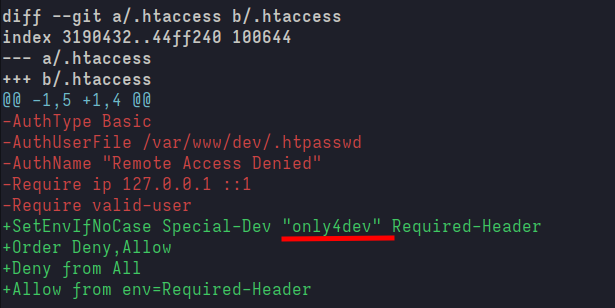 diff --git a/.htaccess b/.htaccess
index 3190432..44ff240 100644
--- a/.htaccess
+++ b/.htaccess
@@ -1,5 +1,4 @@
-AuthType Basic
-AuthUserFile /var/www/dev/.htpasswd
-AuthName "Remote Access Denied"
-Require ip 127.0.0.1 ::1
-Require valid-user
+SetEnvIfNoCase Special-Dev "only4dev" Required-Header
+Order Deny,Allow
+Deny from All
+Allow from env=Required-Header